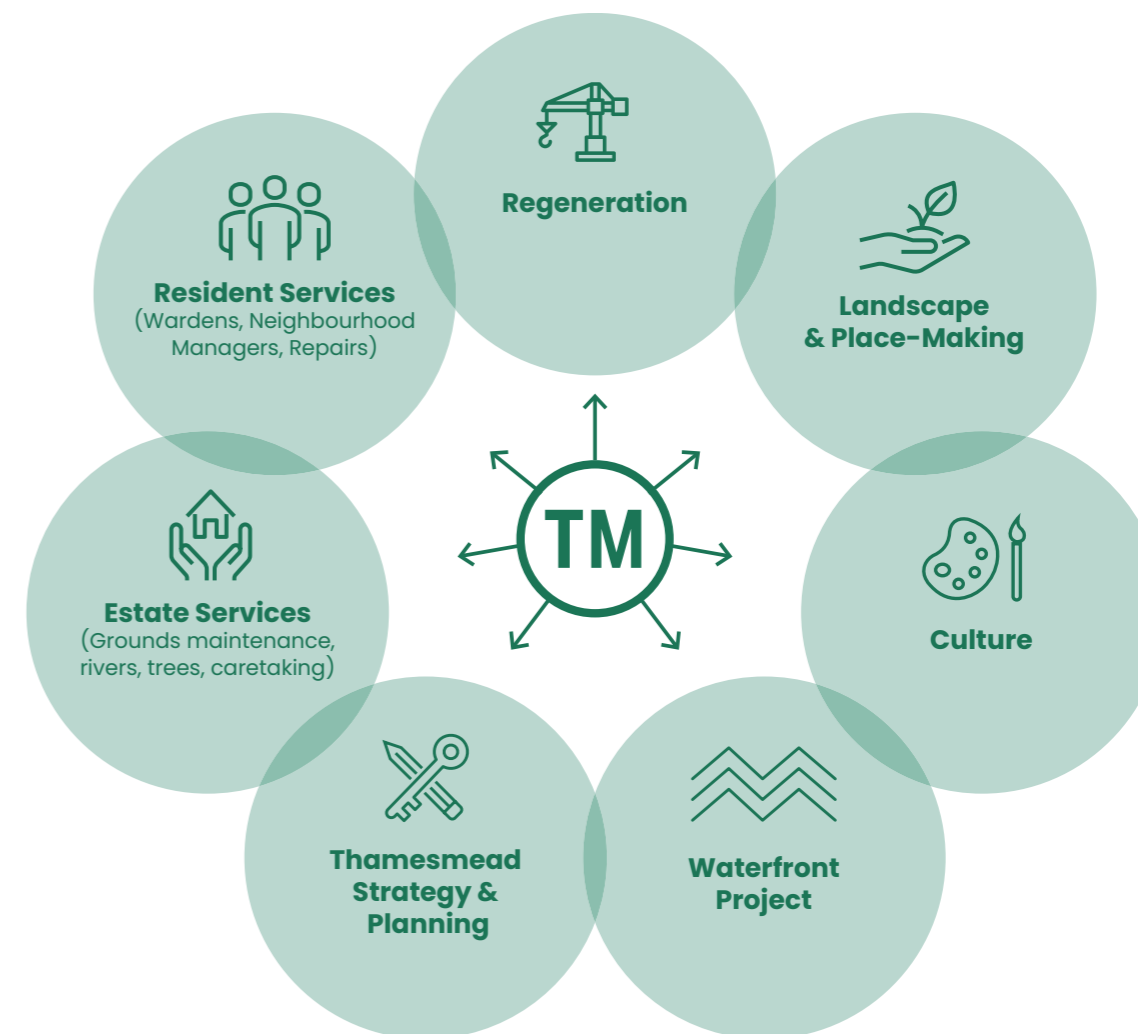 Regeneration
Landscape
& Place-Making
Culture
Waterfront
Project
Thamesmead
Strategy &
Planning
Estate Services
(Grounds maintenance,
rivers, trees, caretaking)
Resident Services
(Wardens, Neighbourhood
Managers, Repairs)
TM